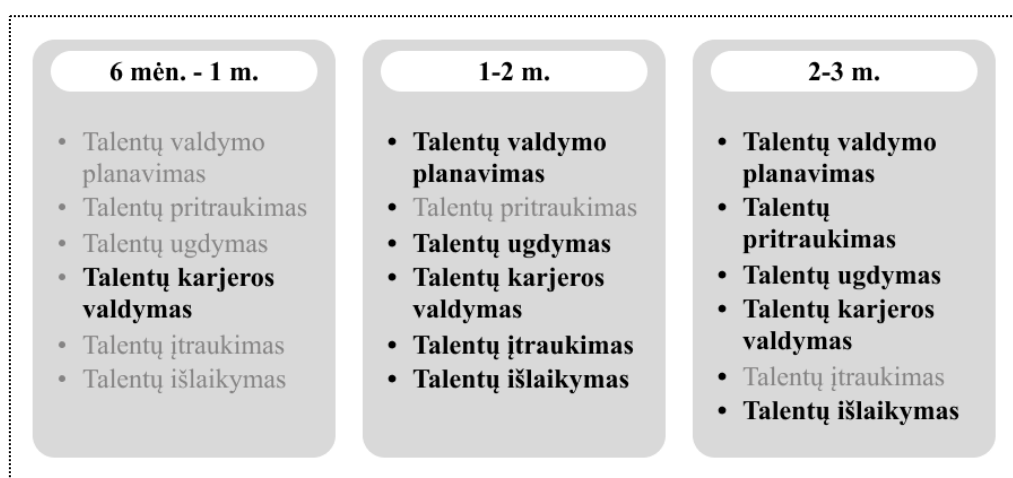 6 mėn. - 1 m.
• Talentų valdymo
planavimas
• Talentų pritraukimas
• Talentų ugdymas
• Talentų karjeros
valdymas
• Talentų įtraukimas
• Talentų išlaikymas
1-2 m.
• Talentų valdymo
planavimas
• Talentų pritraukimas
• Talentų ugdymas
• Talentų karjeros
valdymas
• Talentų įtraukimas
• Talentų išlaikymas
2-3 m.
• Talentų valdymo
planavimas
• Talentų
pritraukimas
• Talentų ugdymas
• Talentų karjeros
valdymas
• Talentų įtraukimas
• Talentų išlaikymas